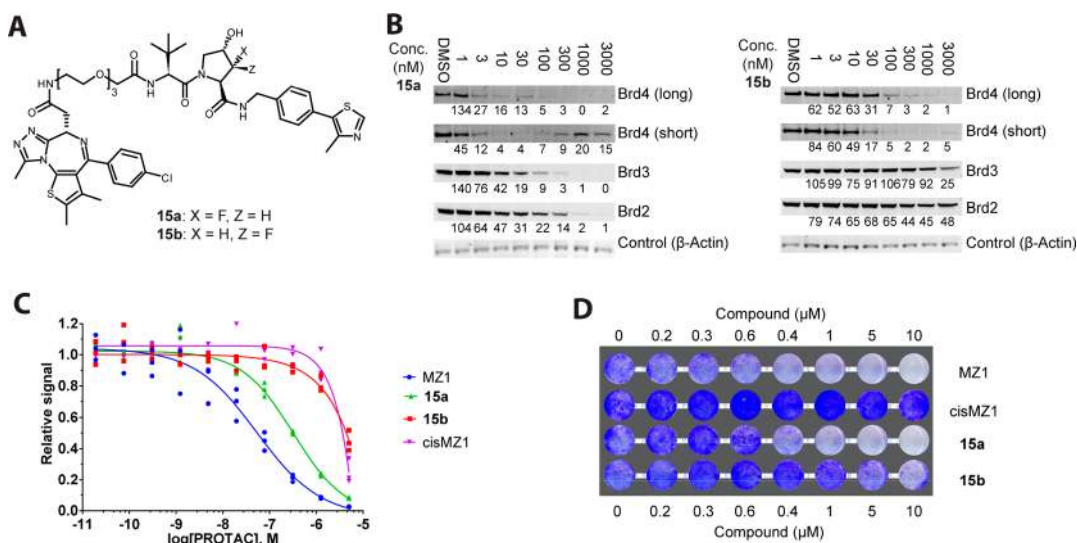 A
B
OH
X
Z
HN
O
O
3
O
N
H
O
N
O
HN
N
S
O
N
N
N
N
S
Cl
15a: X = F, Z = H
15b: X = H, Z = F
Conc.
(nM)
15a
DMSO 1 3 10 30 100 300 1000 3000
Brd4 (long)
134 27 16 13 5 3 0 2
Brd4 (short)
45 12 4 4 7 9 20 15
Brd3
140 76 42 19 9 3 1 0
Brd2
104 64 47 31 22 14 2 1
Control (β-Actin)
Conc.
(nM)
15b
DMSO 1 3 10 30 100 300 1000 3000
Brd4 (long)
62 52 63 31 7 3 2 1
Brd4 (short)
84 60 49 17 5 2 2 5
Brd3
105 99 75 91 106 79 92 25
Brd2
79 74 65 68 65 44 45 48
Control (β-Actin)
C
Relative signal
1.2
1.0
0.8
0.6
0.4
0.2
0.0
-11 -10 -9 -8 -7 -6 -5
log[PROTAC], M
MZ1
15a
15b
cisMZ1
D
Compound (µM)
0 0.2 0.3 0.6 0.4 1 5 10
MZ1
cisMZ1
15a
15b
0 0.2 0.3 0.6 0.4 1 5 10
Compound (µM)